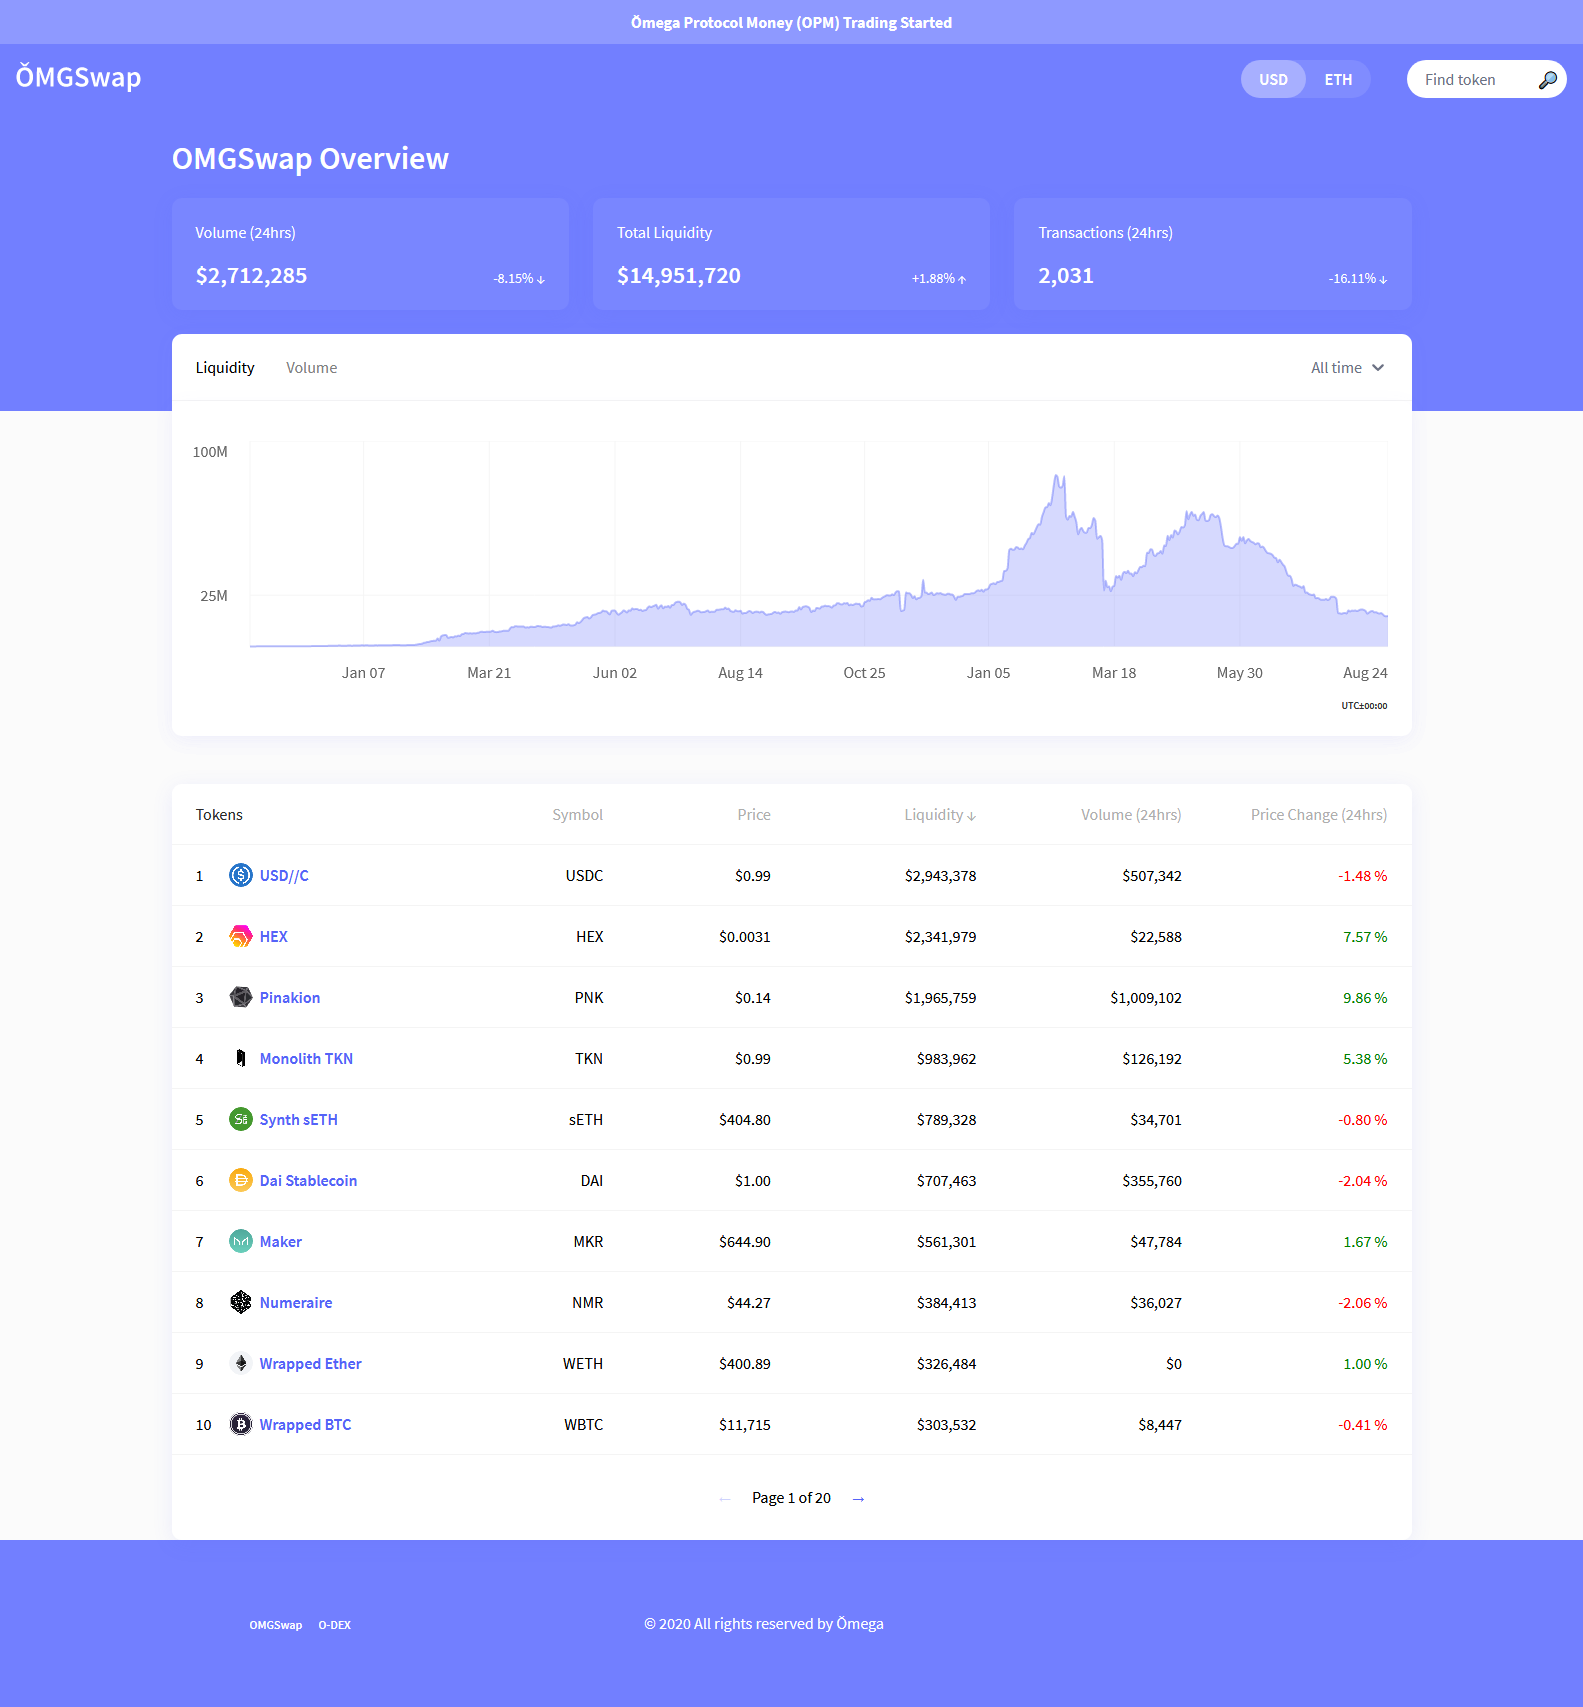 Ŏmega Protocol Money (OPM) Trading Started
ŎMGSwap
USD ETH Find token
OMGSwap Overview
Volume (24hrs) Total Liquidity Transactions (24hrs)
$2,712,285 -8.15% ↓ $14,951,720 +1.88% ↑ 2,031 -16.11% ↓
Liquidity Volume All time
100M
25M
Jan 07 Mar 21 Jun 02 Aug 14 Oct 25 Jan 05 Mar 18 May 30 Aug 24
UTC±00:00
Tokens Symbol Price Liquidity ↓ Volume (24hrs) Price Change (24hrs)
1 USD//C USDC $0.99 $2,943,378 $507,342 -1.48 %
2 HEX HEX $0.0031 $2,341,979 $22,588 7.57 %
3 Pinakion PNK $0.14 $1,965,759 $1,009,102 9.86 %
4 Monolith TKN TKN $0.99 $983,962 $126,192 5.38 %
5 Synth sETH sETH $404.80 $789,328 $34,701 -0.80 %
6 Dai Stablecoin DAI $1.00 $707,463 $355,760 -2.04 %
7 Maker MKR $644.90 $561,301 $47,784 1.67 %
8 Numeraire NMR $44.27 $384,413 $36,027 -2.06 %
9 Wrapped Ether WETH $400.89 $326,484 $0 1.00 %
10 Wrapped BTC WBTC $11,715 $303,532 $8,447 -0.41 %
← Page 1 of 20 →
OMGSwap O-DEX © 2020 All rights reserved by Ŏmega